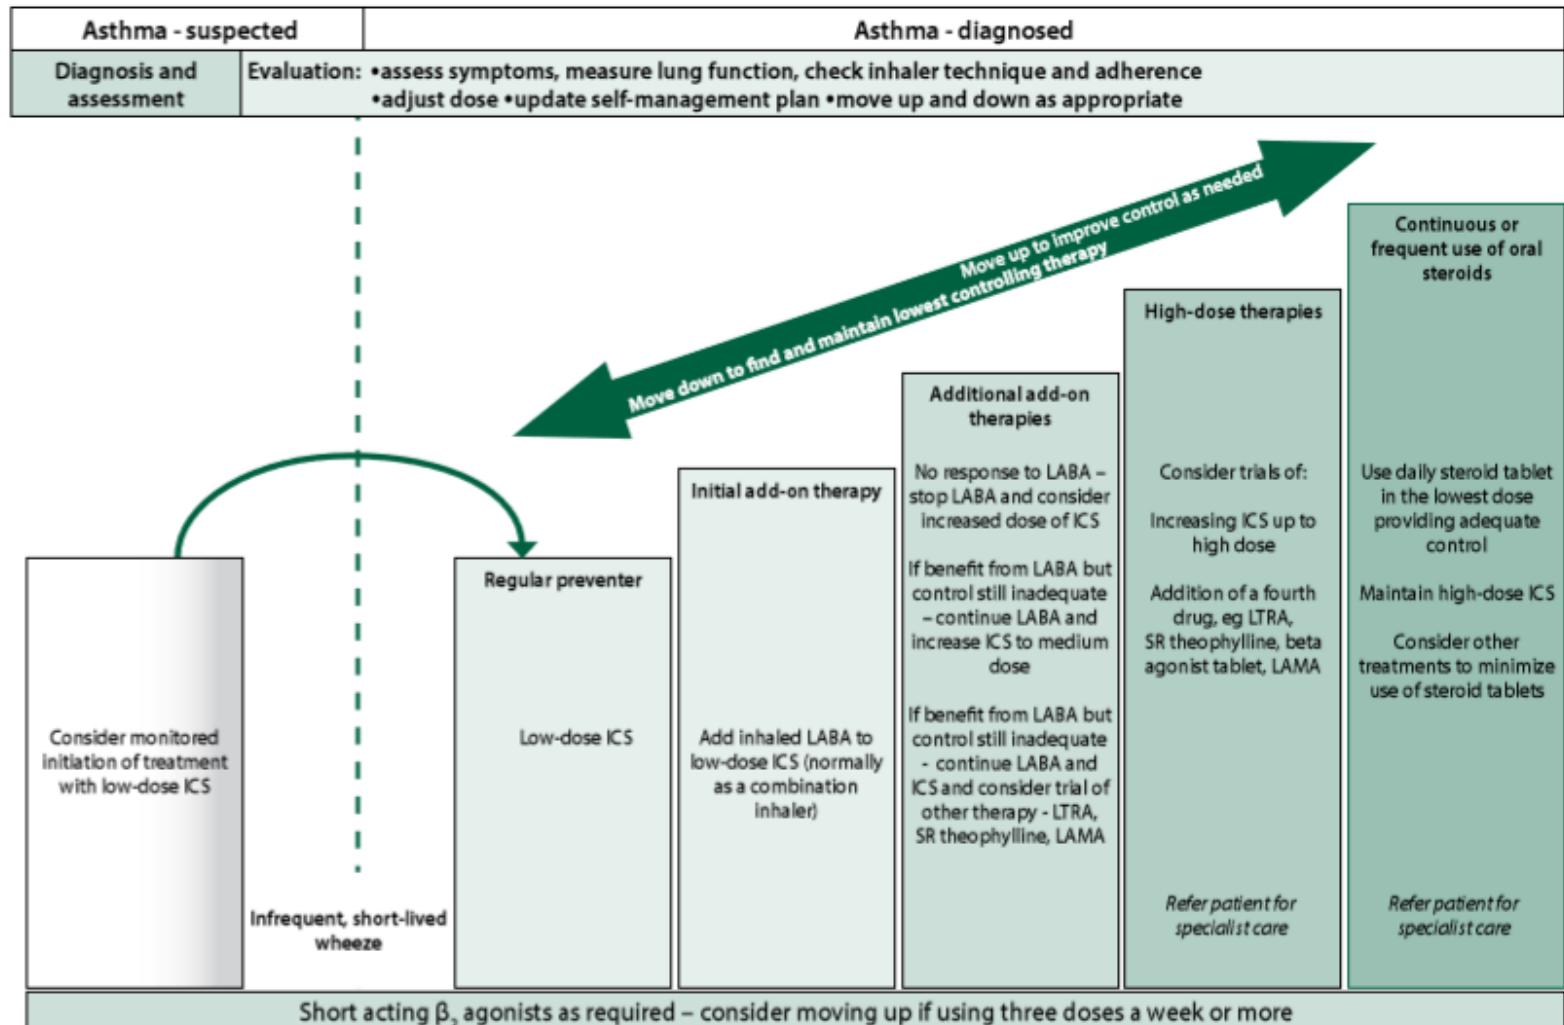 Asthma - suspected
Asthma - diagnosed
Diagnosis and
assessment
Evaluation: •assess symptoms, measure lung function, check inhaler technique and adherence
•adjust dose •update self-management plan •move up and down as appropriate
Move up to improve control as needed
Move down to find and maintain lowest controlling therapy
Consider monitored
initiation of treatment
with low-dose ICS
Infrequent, short-lived
wheeze
Regular preventer
Low-dose ICS
Initial add-on therapy
Add inhaled LABA to
low-dose ICS (normally
as a combination
inhaler)
Additional add-on
therapies
No response to LABA –
stop LABA and consider
increased dose of ICS
If benefit from LABA but
control still inadequate
– continue LABA and
increase ICS to medium
dose
If benefit from LABA but
control still inadequate
- continue LABA and
ICS and consider trial of
other therapy - LTRA,
SR theophylline, LAMA
High-dose therapies
Consider trials of:
Increasing ICS up to
high dose
Addition of a fourth
drug, eg LTRA,
SR theophylline, beta
agonist tablet, LAMA
Refer patient for
specialist care
Continuous or
frequent use of oral
steroids
Use daily steroid tablet
in the lowest dose
providing adequate
control
Maintain high-dose ICS
Consider other
treatments to minimize
use of steroid tablets
Refer patient for
specialist care
Short acting β₂ agonists as required – consider moving up if using three doses a week or more